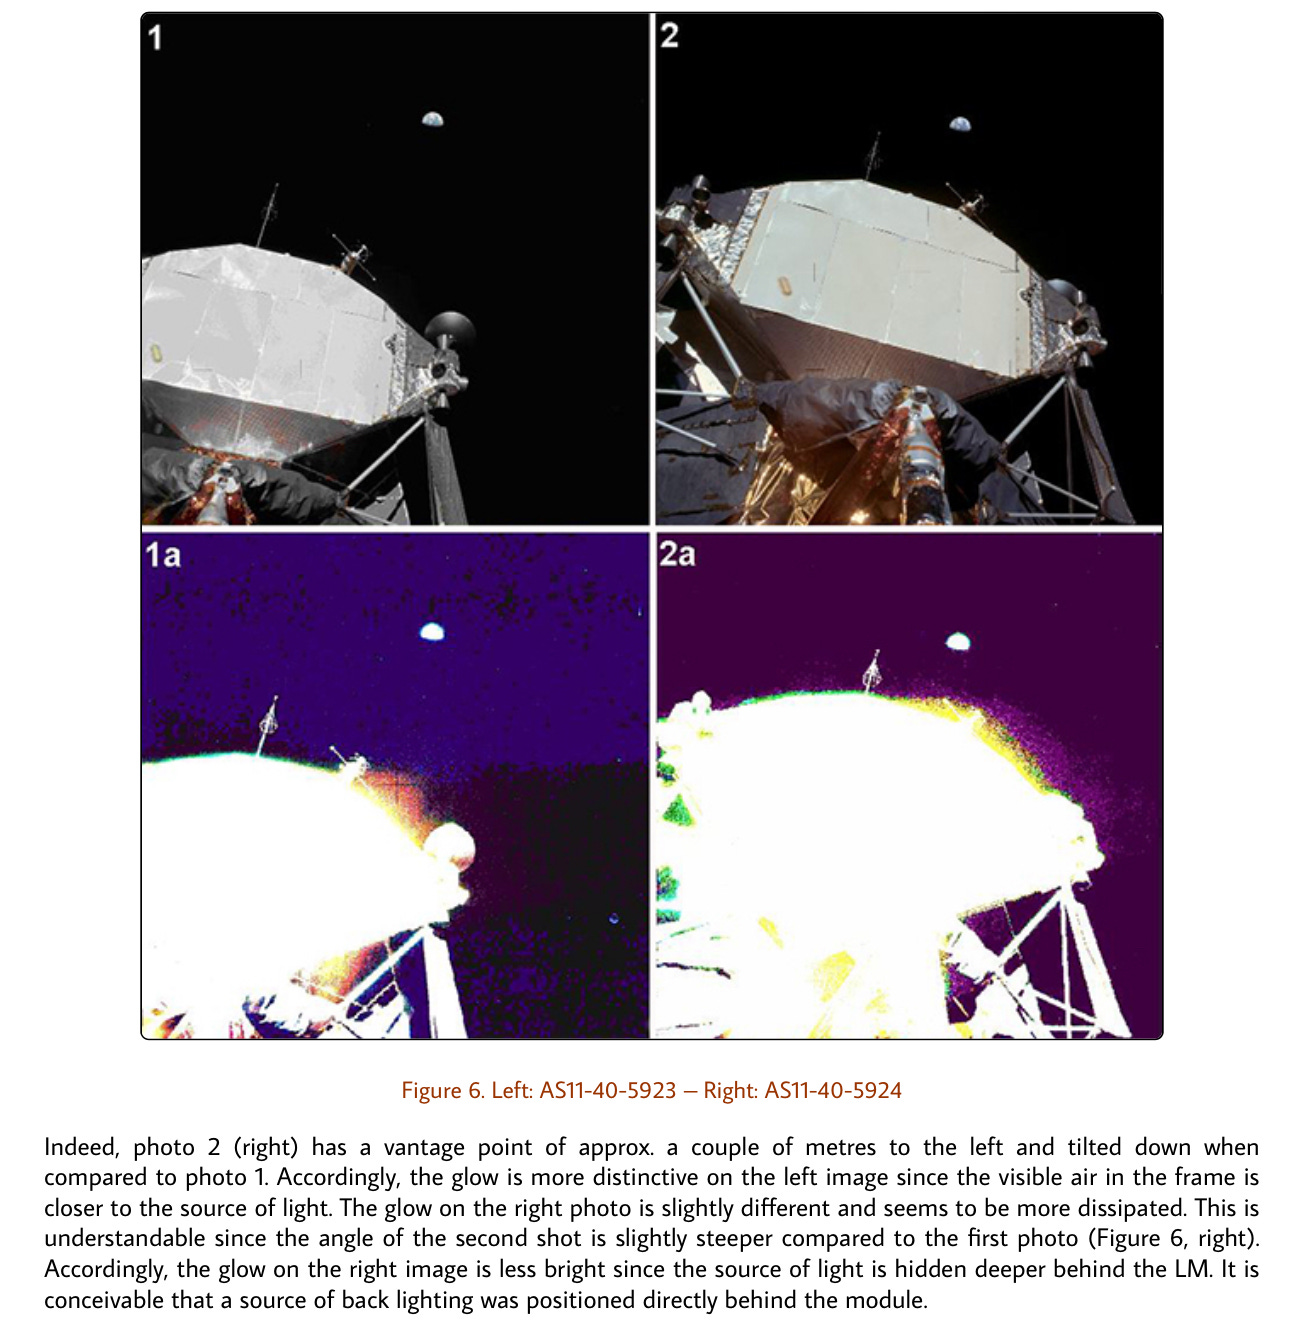 1
2
1a
2a
Figure 6. Left: AS11-40-5923 – Right: AS11-40-5924
Indeed, photo 2 (right) has a vantage point of approx. a couple of metres to the left and tilted down when
compared to photo 1. Accordingly, the glow is more distinctive on the left image since the visible air in the frame is
closer to the source of light. The glow on the right photo is slightly different and seems to be more dissipated. This is
understandable since the angle of the second shot is slightly steeper compared to the first photo (Figure 6, right).
Accordingly, the glow on the right image is less bright since the source of light is hidden deeper behind the LM. It is
conceivable that a source of back lighting was positioned directly behind the module.